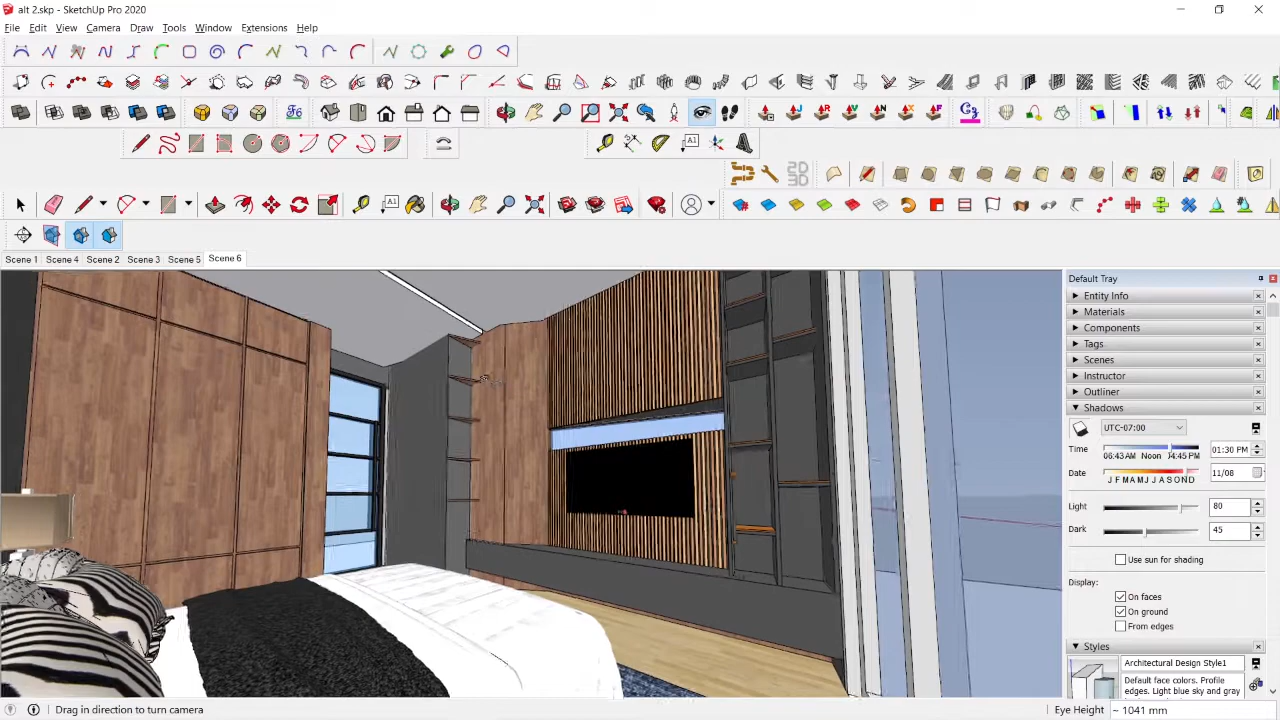 alt 2.skp - SketchUp Pro 2020
File Edit View Camera Draw Tools Window Extensions Help
J R V N X F
A1
2D
3D
A1
Scene 1 Scene 4 Scene 2 Scene 3 Scene 5 Scene 6
Default Tray
Entity Info
Materials
Components
Tags
Scenes
Instructor
Outliner
Shadows
UTC-07:00
Time 01:30 PM
06:43 AM Noon 04:45 PM
Date 11/08
J F M A M J J A S O N D
Light 80
Dark 45
Use sun for shading
Display:
On faces
On ground
From edges
Styles
Architectural Design Style1
Default face colors. Profile
Light blue sky and gray
Drag in direction to turn camera
Eye Height ~ 1041 mm